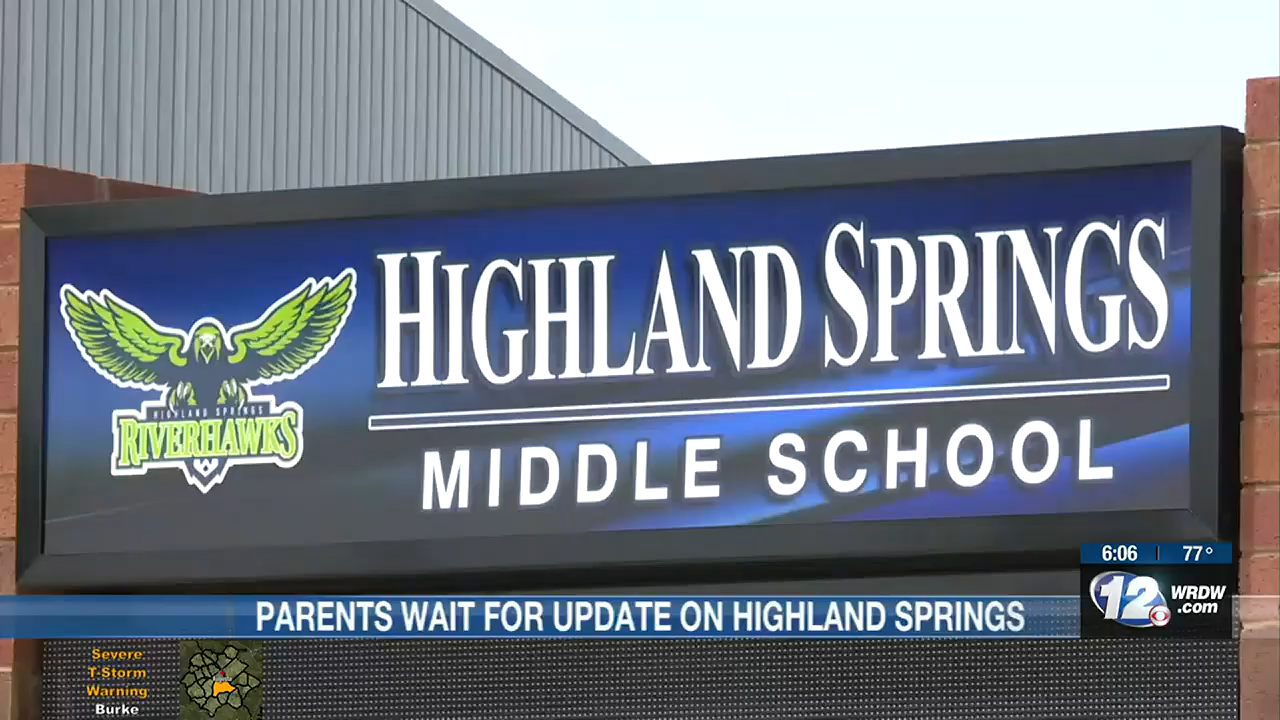 HIGHLAND SPRINGS
MIDDLE SCHOOL
HIGHLAND SPRINGS
RIVERHAWKS
6:06 | 77°
12 WRDW
.com
PARENTS WAIT FOR UPDATE ON HIGHLAND SPRINGS
Severe
T-Storm
Warning
Burke